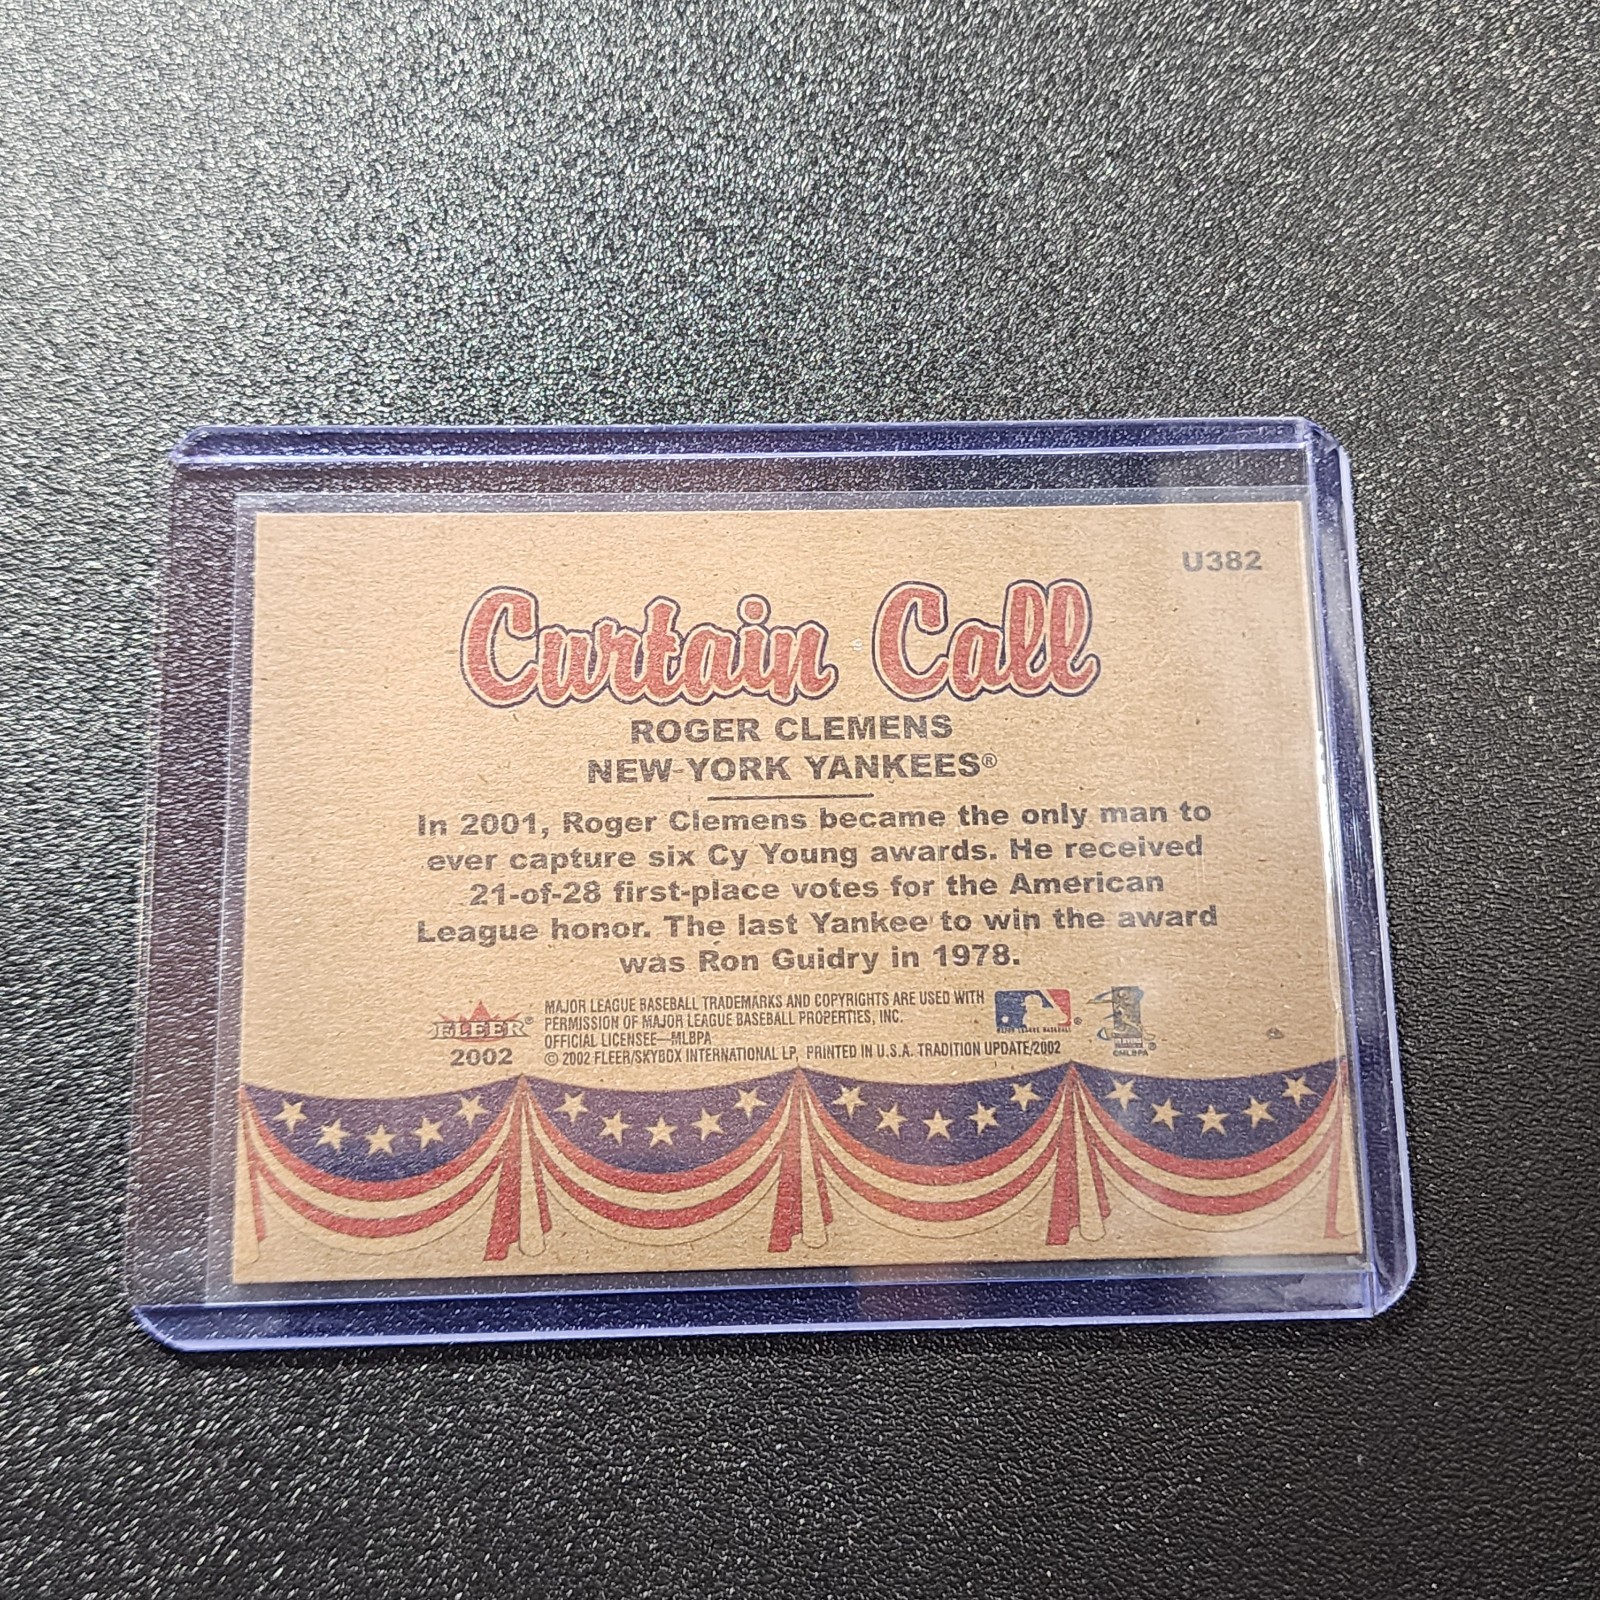 U382
Curtain Call
ROGER CLEMENS
NEW YORK YANKEES®
In 2001, Roger Clemens became the only man to
ever capture six Cy Young awards. He received
21-of-28 first-place votes for the American
League honor. The last Yankee to win the award
was Ron Guidry in 1978.
FLEER®
2002
MAJOR LEAGUE BASEBALL TRADEMARKS AND COPYRIGHTS ARE USED WITH
PERMISSION OF MAJOR LEAGUE BASEBALL PROPERTIES, INC.
OFFICIAL LICENSEE—MLBPA
© 2002 FLEER/SKYBOX INTERNATIONAL LP, PRINTED IN U.S.A. TRADITION UPDATE/2002
MAJOR LEAGUE BASEBALL®
©MLBPA